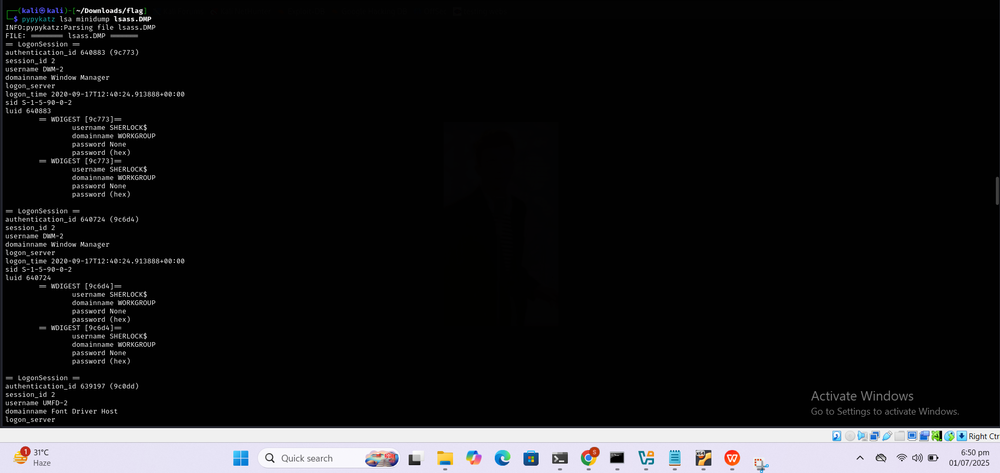 ┌──(kali㉿kali)-[~/Downloads/flag]
└─$ pypykatz lsa minidump lsass.DMP
INFO:pypykatz:Parsing file lsass.DMP
FILE: ======== lsass.DMP =======
== LogonSession ==
authentication_id 640883 (9c773)
session_id 2
username DWM-2
domainname Window Manager
logon_server
logon_time 2020-09-17T12:40:24.913888+00:00
sid S-1-5-90-0-2
luid 640883
== WDIGEST [9c773]==
username SHERLOCK$
domainname WORKGROUP
password None
password (hex)
== WDIGEST [9c773]==
username SHERLOCK$
domainname WORKGROUP
password None
password (hex)
== LogonSession ==
authentication_id 640724 (9c6d4)
session_id 2
username DWM-2
domainname Window Manager
logon_server
logon_time 2020-09-17T12:40:24.913888+00:00
sid S-1-5-90-0-2
luid 640724
== WDIGEST [9c6d4]==
username SHERLOCK$
domainname WORKGROUP
password None
password (hex)
== WDIGEST [9c6d4]==
username SHERLOCK$
domainname WORKGROUP
password None
password (hex)
== LogonSession ==
authentication_id 639197 (9c0dd)
session_id 2
username UMFD-2
domainname Font Driver Host
logon_server
Activate Windows
Go to Settings to activate Windows.
Right Ctr
1
31°C
Haze
Quick search
S
x64
6:50 pm
01/07/2025